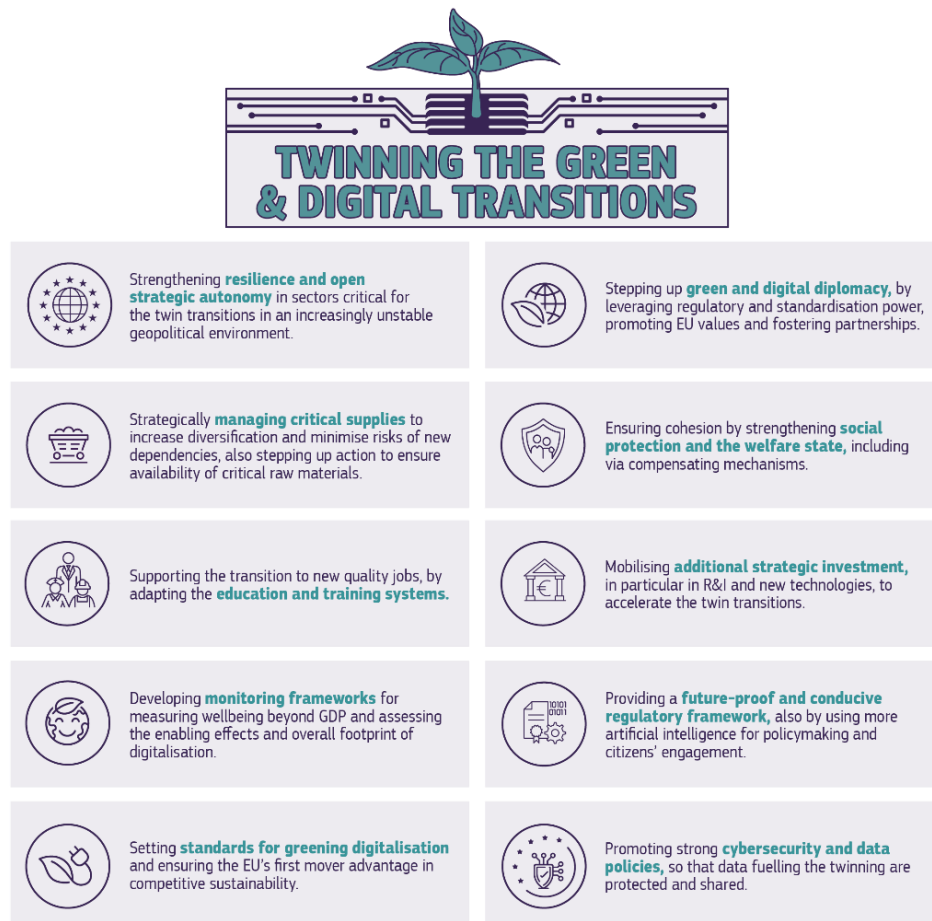 TWINNING THE GREEN
& DIGITAL TRANSITIONS
Strengthening resilience and open
strategic autonomy in sectors critical for
the twin transitions in an increasingly unstable
geopolitical environment.
Stepping up green and digital diplomacy, by
leveraging regulatory and standardisation power,
promoting EU values and fostering partnerships.
Strategically managing critical supplies to
increase diversification and minimise risks of new
dependencies, also stepping up action to ensure
availability of critical raw materials.
Ensuring cohesion by strengthening social
protection and the welfare state, including
via compensating mechanisms.
Supporting the transition to new quality jobs, by
adapting the education and training systems.
€
Mobilising additional strategic investment,
in particular in R&I and new technologies, to
accelerate the twin transitions.
Developing monitoring frameworks for
measuring wellbeing beyond GDP and assessing
the enabling effects and overall footprint of
digitalisation.
10101
01011
Providing a future-proof and conducive
regulatory framework, also by using more
artificial intelligence for policymaking and
citizens' engagement.
Setting standards for greening digitalisation
and ensuring the EU's first mover advantage in
competitive sustainability.
Promoting strong cybersecurity and data
policies, so that data fuelling the twinning are
protected and shared.